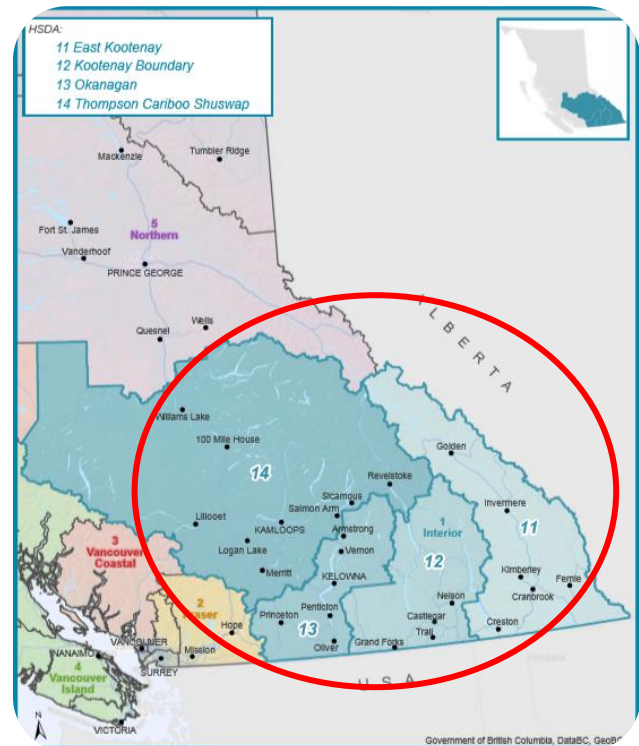 HSDA:
11 East Kootenay
12 Kootenay Boundary
13 Okanagan
14 Thompson Cariboo Shuswap
Mackenzie
Tumbler Ridge
Fort St. James
5
Northern
Vanderhoof
PRINCE GEORGE
Wells
Quesnel
ALBERTA
Williams Lake
100 Mile House
Golden
14
Revelstoke
Sicamous
Invermere
Lillooet
Salmon Arm
1
Interior
11
KAMLOOPS
Armstrong
3
Vancouver
Coastal
Logan Lake
Vernon
12
Merritt
Kimberley
Fernie
KELOWNA
Cranbrook
2
Fraser
Nelson
Penticton
Princeton
Castlegar
Hope
13
Trail
Creston
VANCOUVER
Oliver
Grand Forks
NANAIMO
Mission
SURREY
4
Vancouver
Island
USA
VICTORIA
N
Government of British Columbia, DataBC, GeoBC